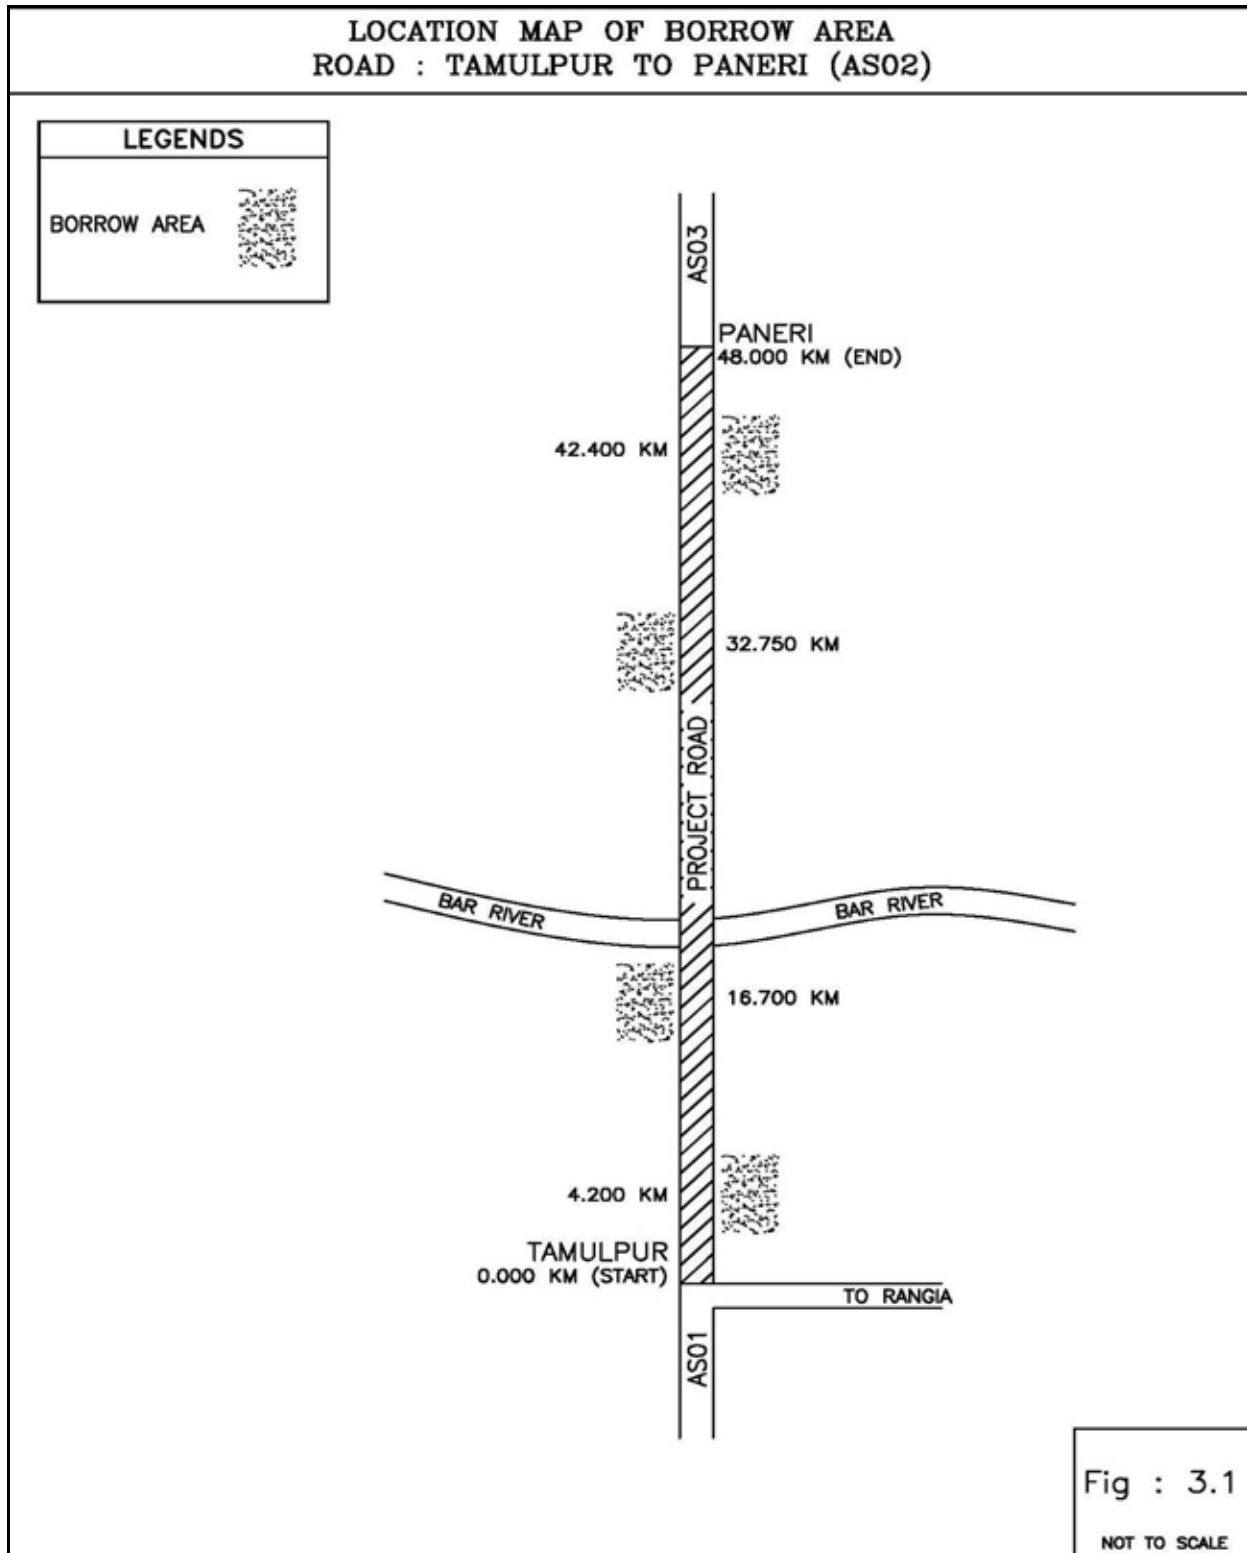 LOCATION MAP OF BORROW AREA
ROAD : TAMULPUR TO PANERI (AS02)
LEGENDS
BORROW AREA
AS03
PANERI
48.000 KM (END)
42.400 KM
32.750 KM
PROJECT ROAD
BAR RIVER
BAR RIVER
16.700 KM
4.200 KM
TAMULPUR
0.000 KM (START)
TO RANGIA
AS01
Fig : 3.1
NOT TO SCALE